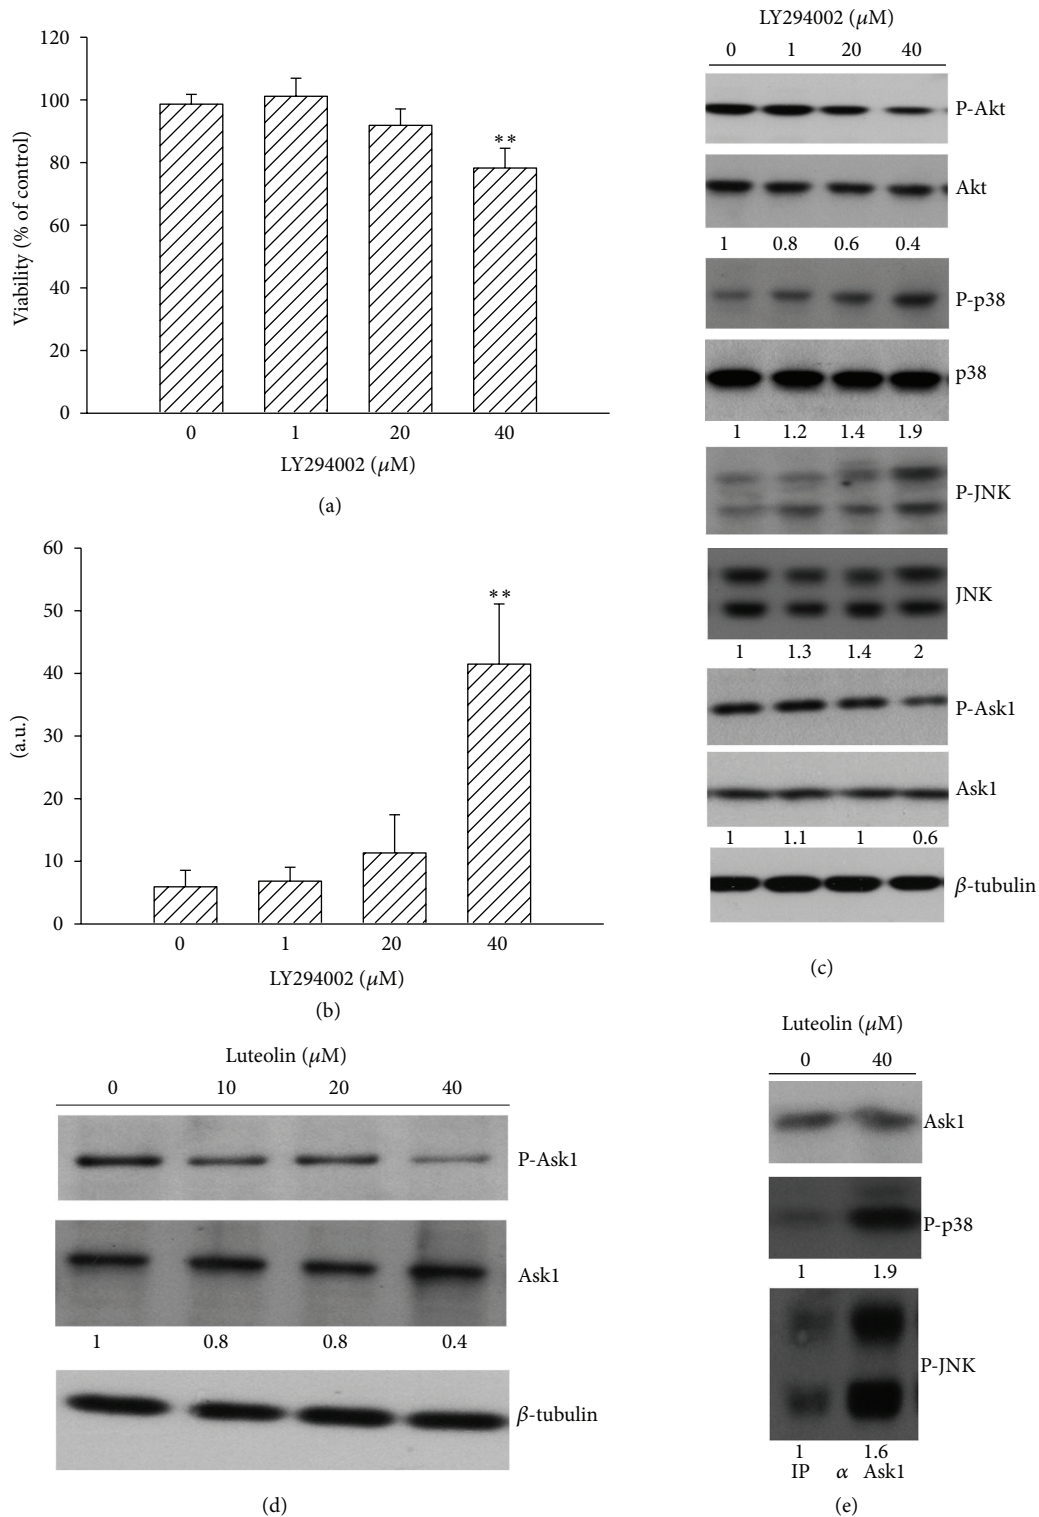 120
100
80
60
40
20
0
Viability (% of control)
**
0 1 20 40
LY294002 (μM)
(a)
60
50
40
30
20
10
0
(a.u.)
**
0 1 20 40
LY294002 (μM)
(b)
LY294002 (μM)
0 1 20 40
P-Akt
Akt
1 0.8 0.6 0.4
P-p38
p38
1 1.2 1.4 1.9
P-JNK
JNK
1 1.3 1.4 2
P-Ask1
Ask1
1 1.1 1 0.6
β-tubulin
(c)
Luteolin (μM)
0 10 20 40
P-Ask1
Ask1
1 0.8 0.8 0.4
β-tubulin
(d)
Luteolin (μM)
0 40
Ask1
P-p38
1 1.9
P-JNK
1 1.6
IP α Ask1
(e)